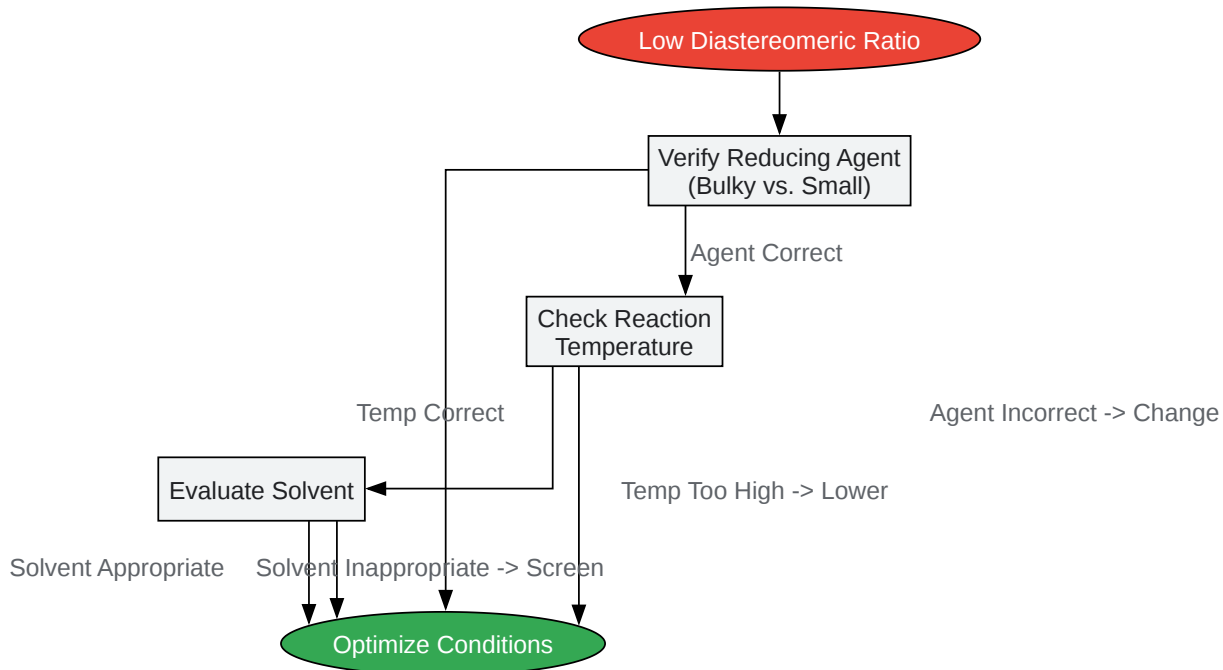 Low Diastereomeric Ratio
Verify Reducing Agent
(Bulky vs. Small)
Agent Correct
Check Reaction
Temperature
Temp Correct
Agent Incorrect -> Change
Evaluate Solvent
Temp Too High -> Lower
Solvent Appropriate
Solvent Inappropriate -> Screen
Optimize Conditions